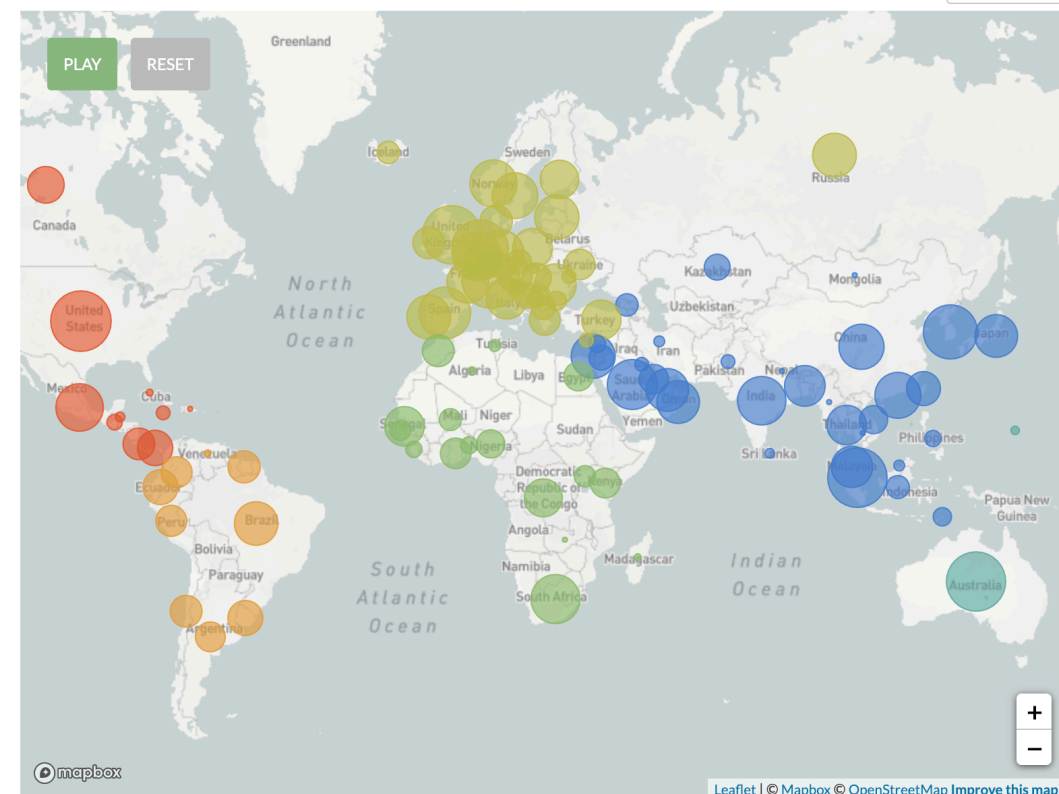 PLAY
RESET
Greenland
Iceland
Sweden
Norway
Russia
Canada
United
Kingdom
Belarus
Ukraine
Kazakhstan
Mongolia
North
Atlantic
Ocean
United
States
Spain
Italy
Uzbekistan
Turkey
China
Japan
Tunisia
Iraq
Iran
Algeria
Libya
Egypt
Pakistan
Nepal
Mexico
Cuba
Saudi
Arabia
Oman
India
Mali
Niger
Senegal
Sudan
Yemen
Thailand
Philippines
Nigeria
Venezuela
Sri Lanka
Malaysia
Democratic
Republic of
the Congo
Kenya
Ecuador
Indonesia
Papua New
Guinea
Peru
Brazil
Angola
Bolivia
Madagascar
Namibia
Indian
Ocean
South
Atlantic
Ocean
Paraguay
Australia
South Africa
Argentina
+
−
mapbox
Leaflet | © Mapbox © OpenStreetMap Improve this map